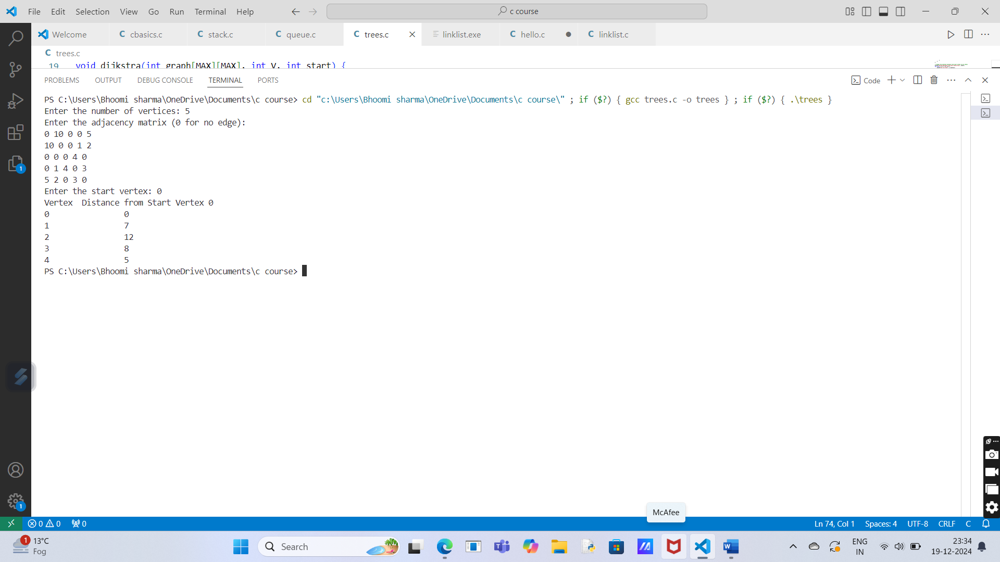 File Edit Selection View Go Run Terminal Help
c course
Welcome
cbasics.c
stack.c
queue.c
trees.c
linklist.exe
hello.c
linklist.c
trees.c
19 void dijkstra(int graph[MAX][MAX], int V, int start) {
PROBLEMS OUTPUT DEBUG CONSOLE TERMINAL PORTS
Code
PS C:\Users\Bhoomi sharma\OneDrive\Documents\c course> cd "c:\Users\Bhoomi sharma\OneDrive\Documents\c course\" ; if ($?) { gcc trees.c -o trees } ; if ($?) { .\trees }
Enter the number of vertices: 5
Enter the adjacency matrix (0 for no edge):
0 10 0 0 5
10 0 0 1 2
0 0 0 4 0
0 1 4 0 3
5 2 0 3 0
Enter the start vertex: 0
Vertex  Distance from Start Vertex 0
0 0
1 7
2 12
3 8
4 5
PS C:\Users\Bhoomi sharma\OneDrive\Documents\c course>
1
1
McAfee
0 0 0
Ln 74, Col 1 Spaces: 4 UTF-8 CRLF C
1
13°C
Fog
Search
ENG
IN
23:34
19-12-2024